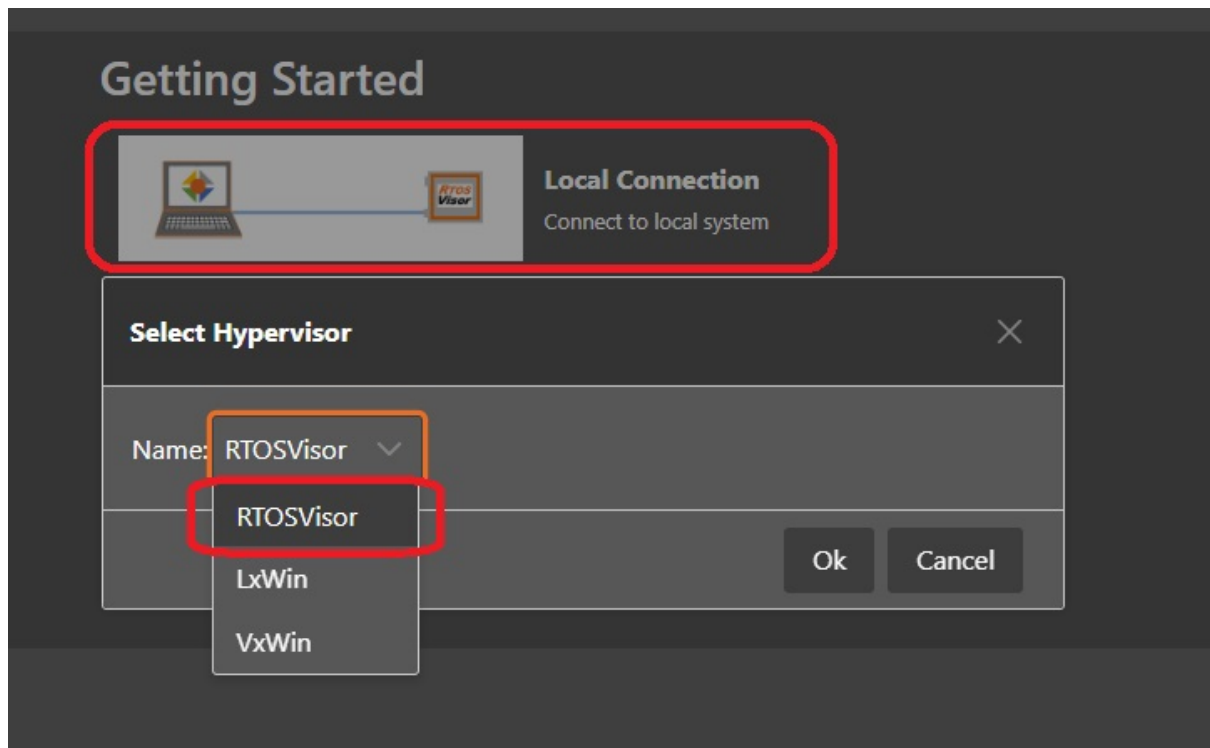 Getting Started
RTOS
Visor
Local Connection
Connect to local system
Select Hypervisor
Name: RTOSVisor
RTOSVisor
LxWin
VxWin
Ok Cancel